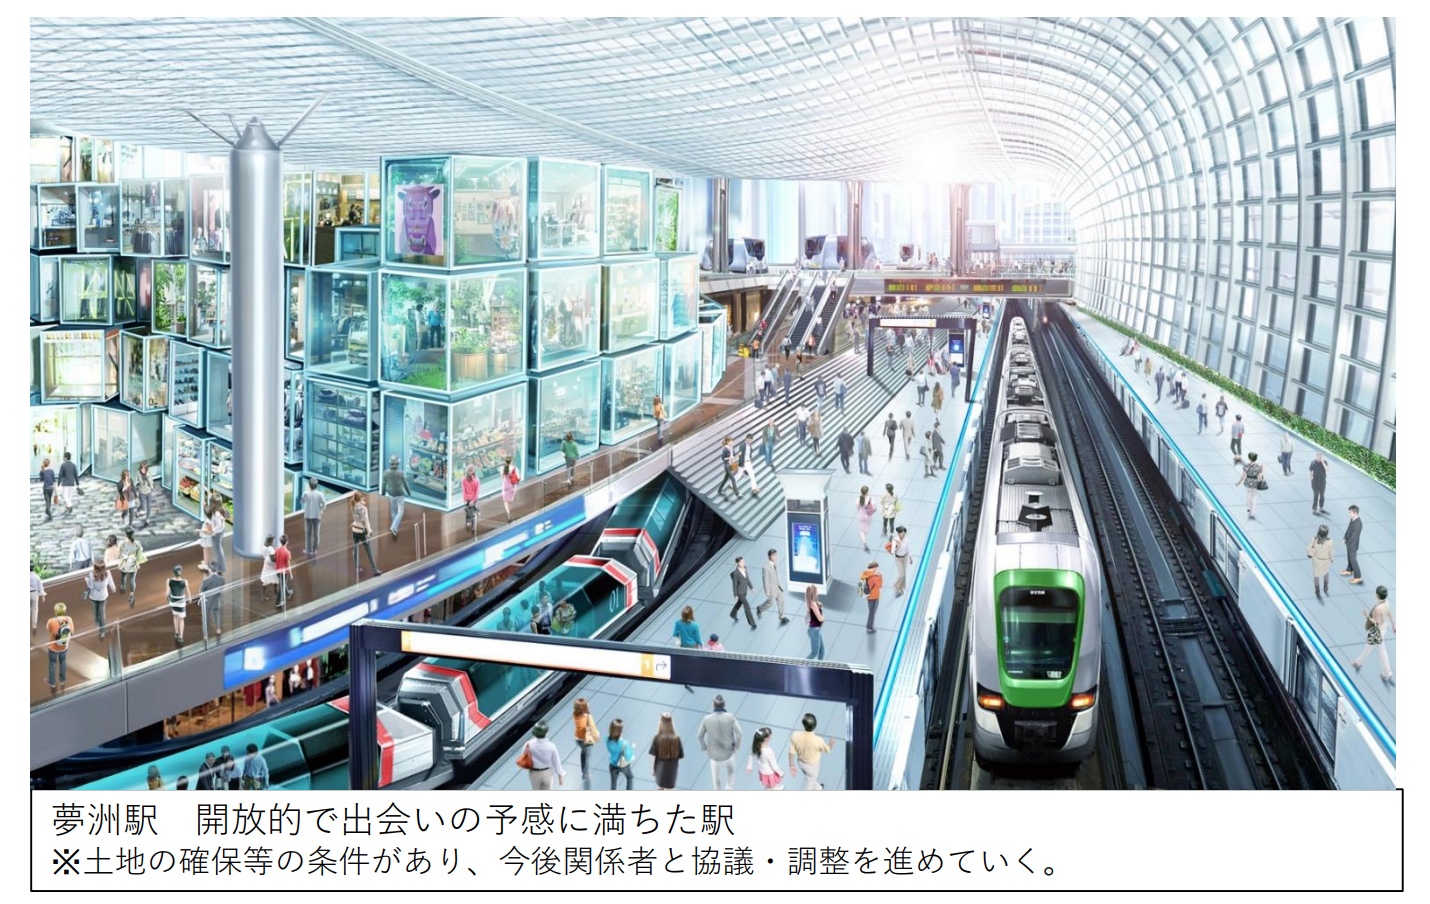 01
夢洲駅　開放的で出会いの予感に満ちた駅
※土地の確保等の条件があり、今後関係者と協議・調整を進めていく。